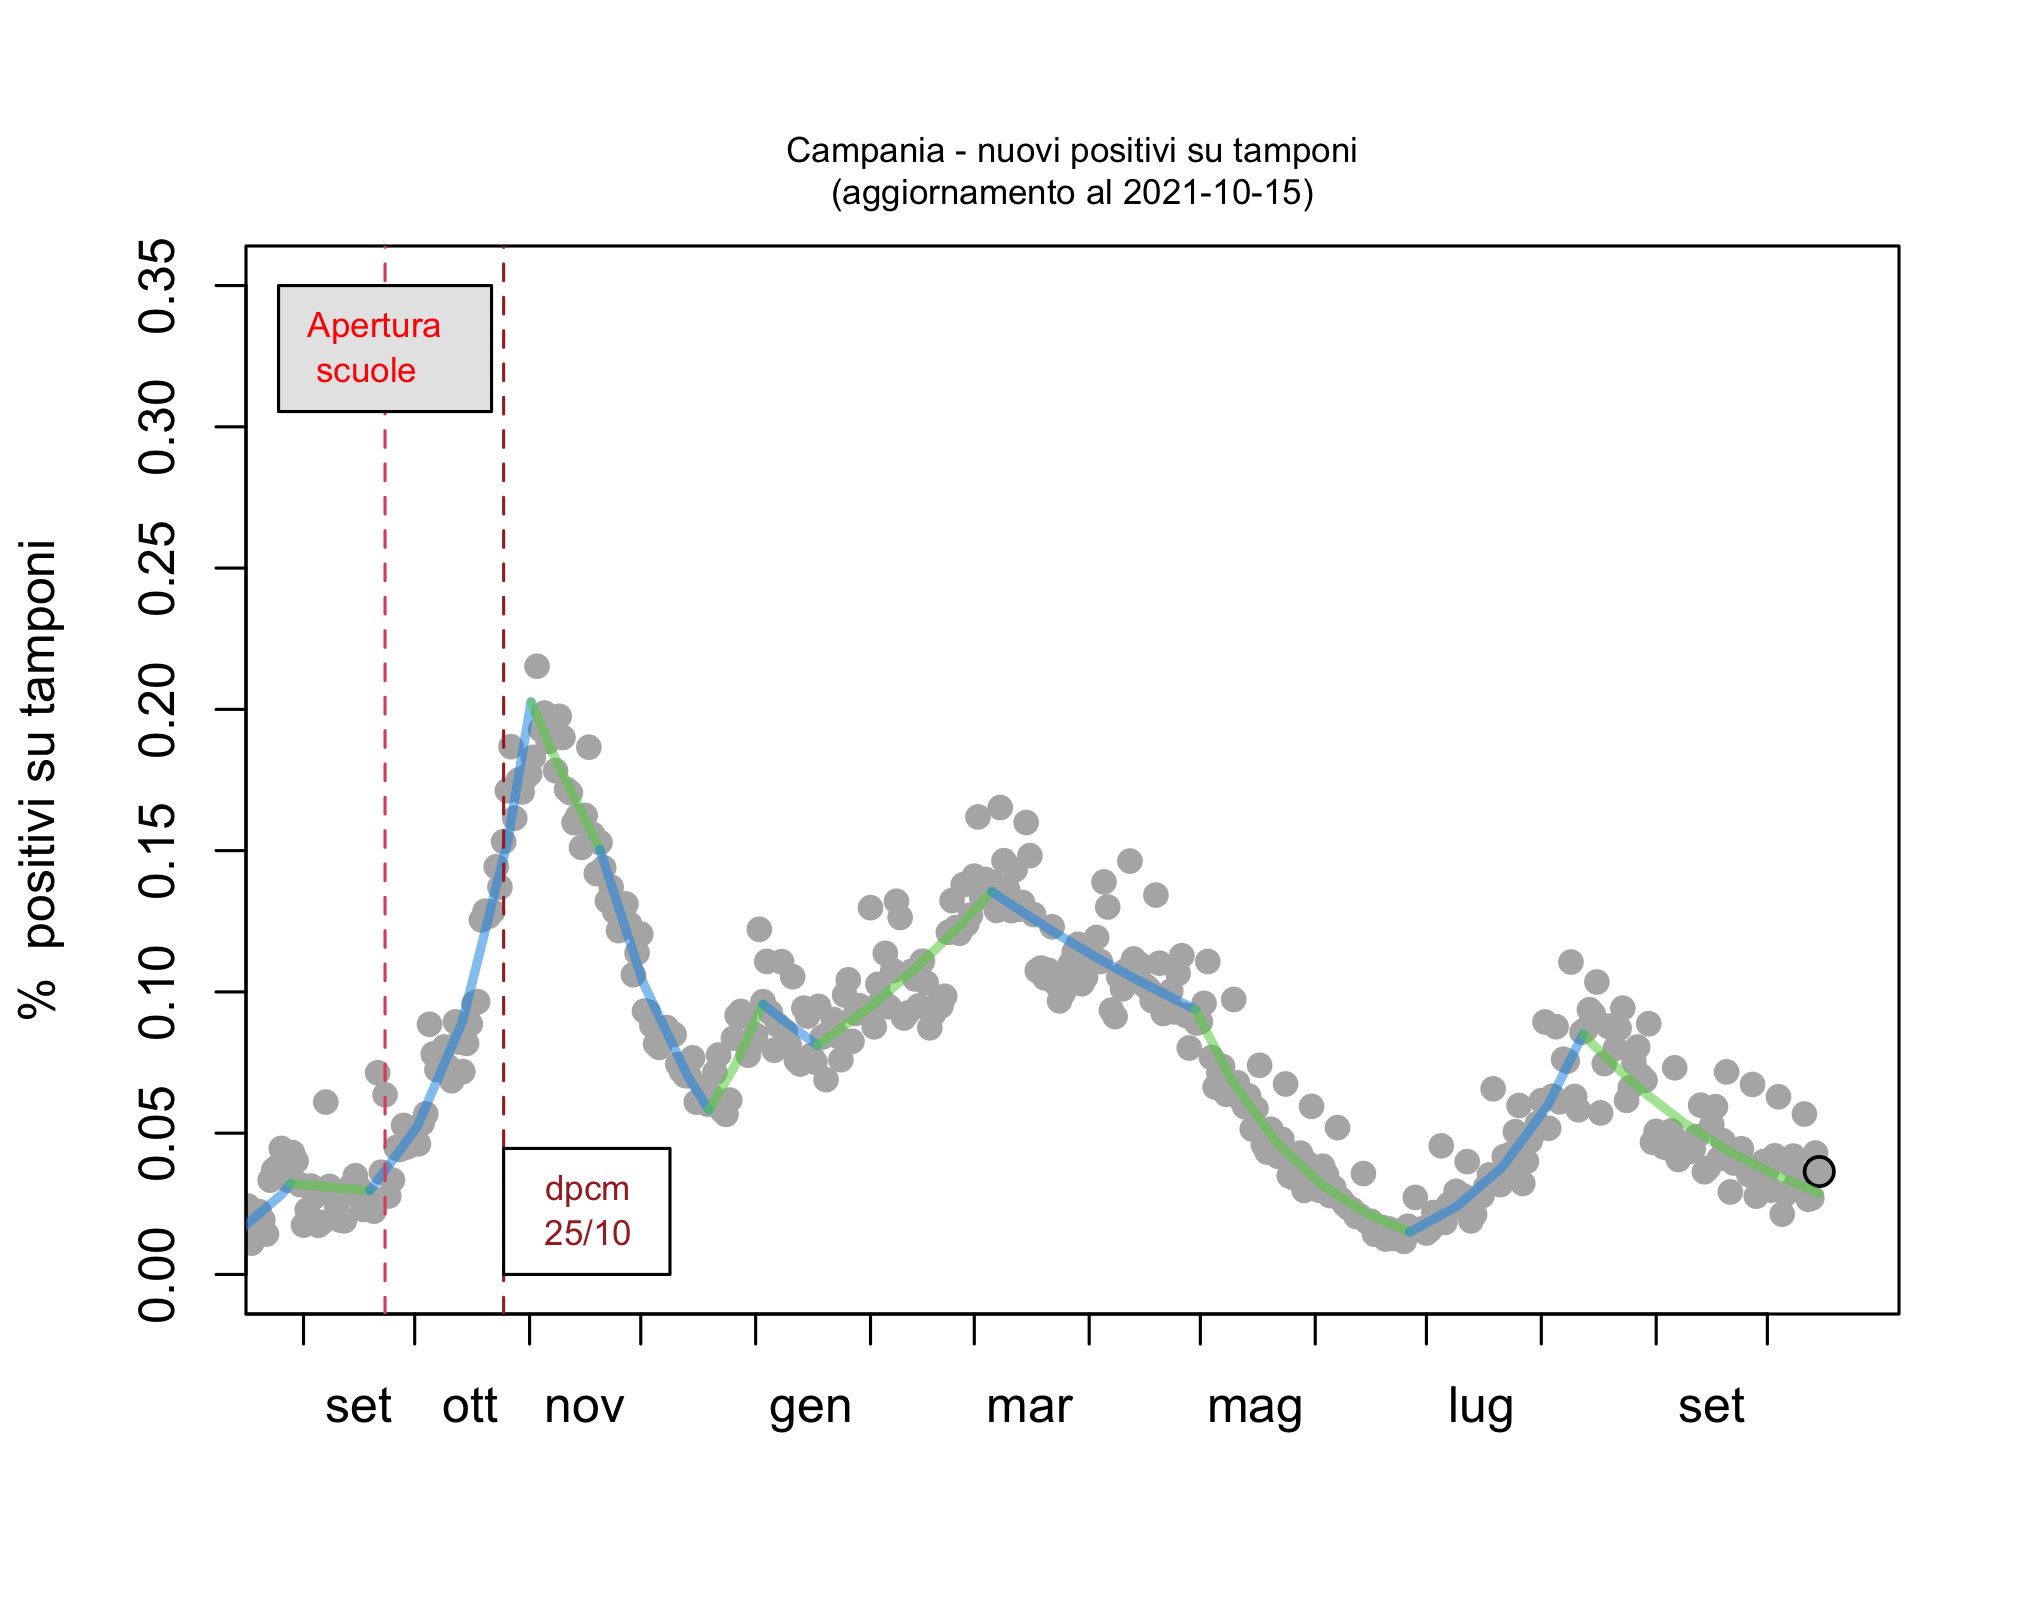 Campania - nuovi positivi su tamponi
(aggiornamento al 2021-10-15)
% positivi su tamponi
0.35
0.30
0.25
0.20
0.15
0.10
0.05
0.00
Apertura
scuole
dpcm
25/10
set ott nov gen mar mag lug set